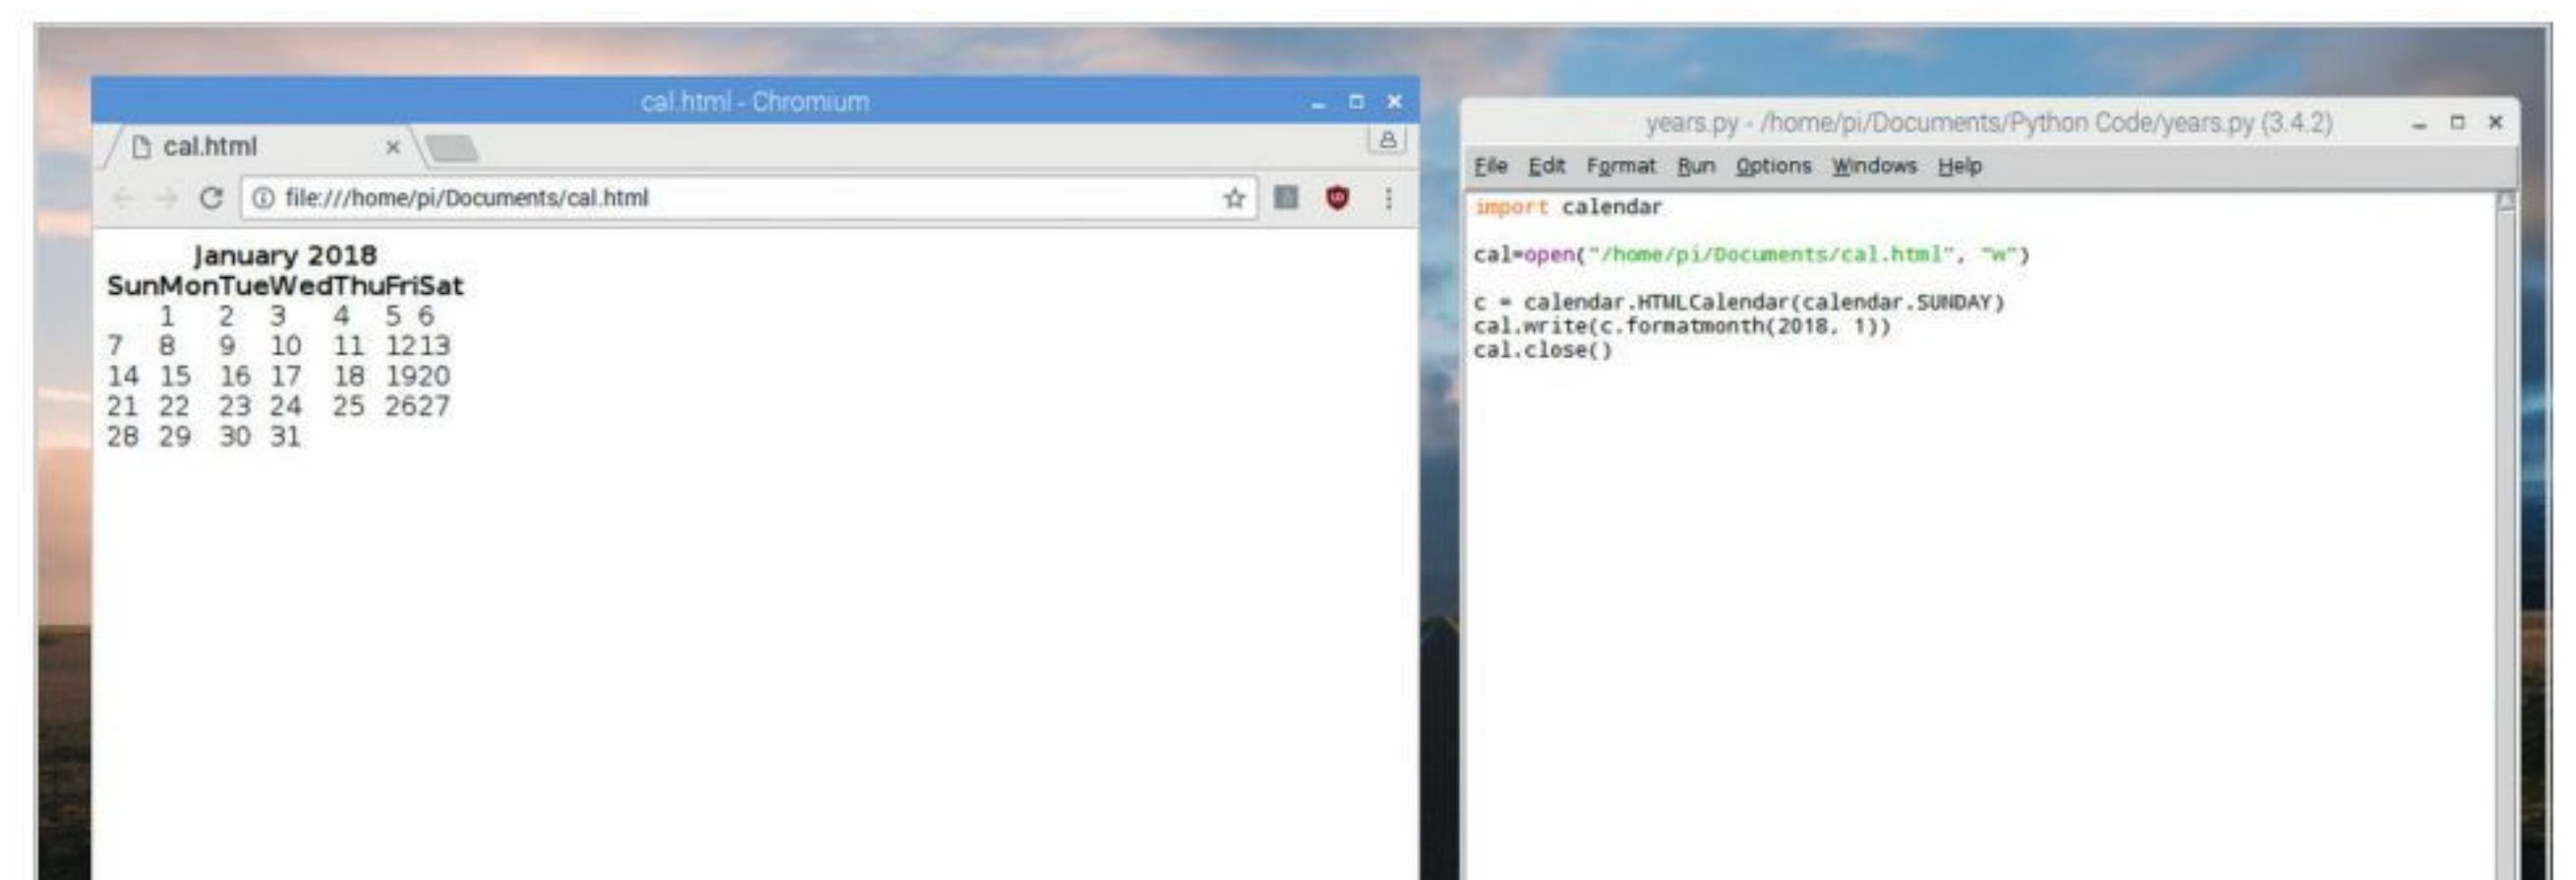 cal.html - Chromium
cal.html
file:///home/pi/Documents/cal.html
January 2018
SunMonTueWedThuFriSat
1 2 3 4 5 6
7 8 9 10 11 1213
14 15 16 17 18 1920
21 22 23 24 25 2627
28 29 30 31
years.py - /home/pi/Documents/Python Code/years.py (3.4.2)
File Edit Format Run Options Windows Help
import calendar
cal=open("/home/pi/Documents/cal.html", "w")
c = calendar.HTMLCalendar(calendar.SUNDAY)
cal.write(c.formatmonth(2018, 1))
cal.close()